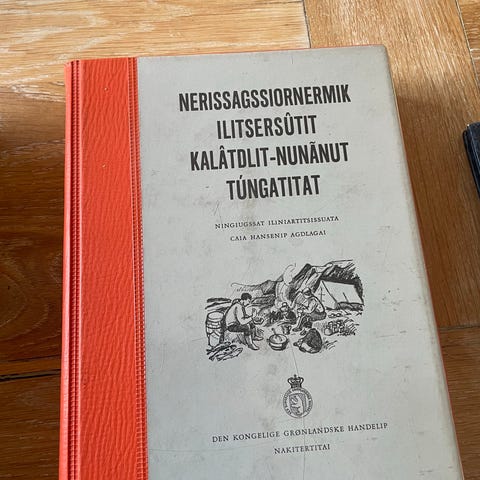 NERISSAGSSIORNERMIK
ILITSERSÛTIT
KALÂTDLIT-NUNÃNUT
TÚNGATITAT
NINGIUGSSAT ILINIARTITSISSUATA
CAIA HANSENIP AGDLAGAI
DEN KONGELIGE GRØNLANDSKE HANDELIP
NAKITERTITAI